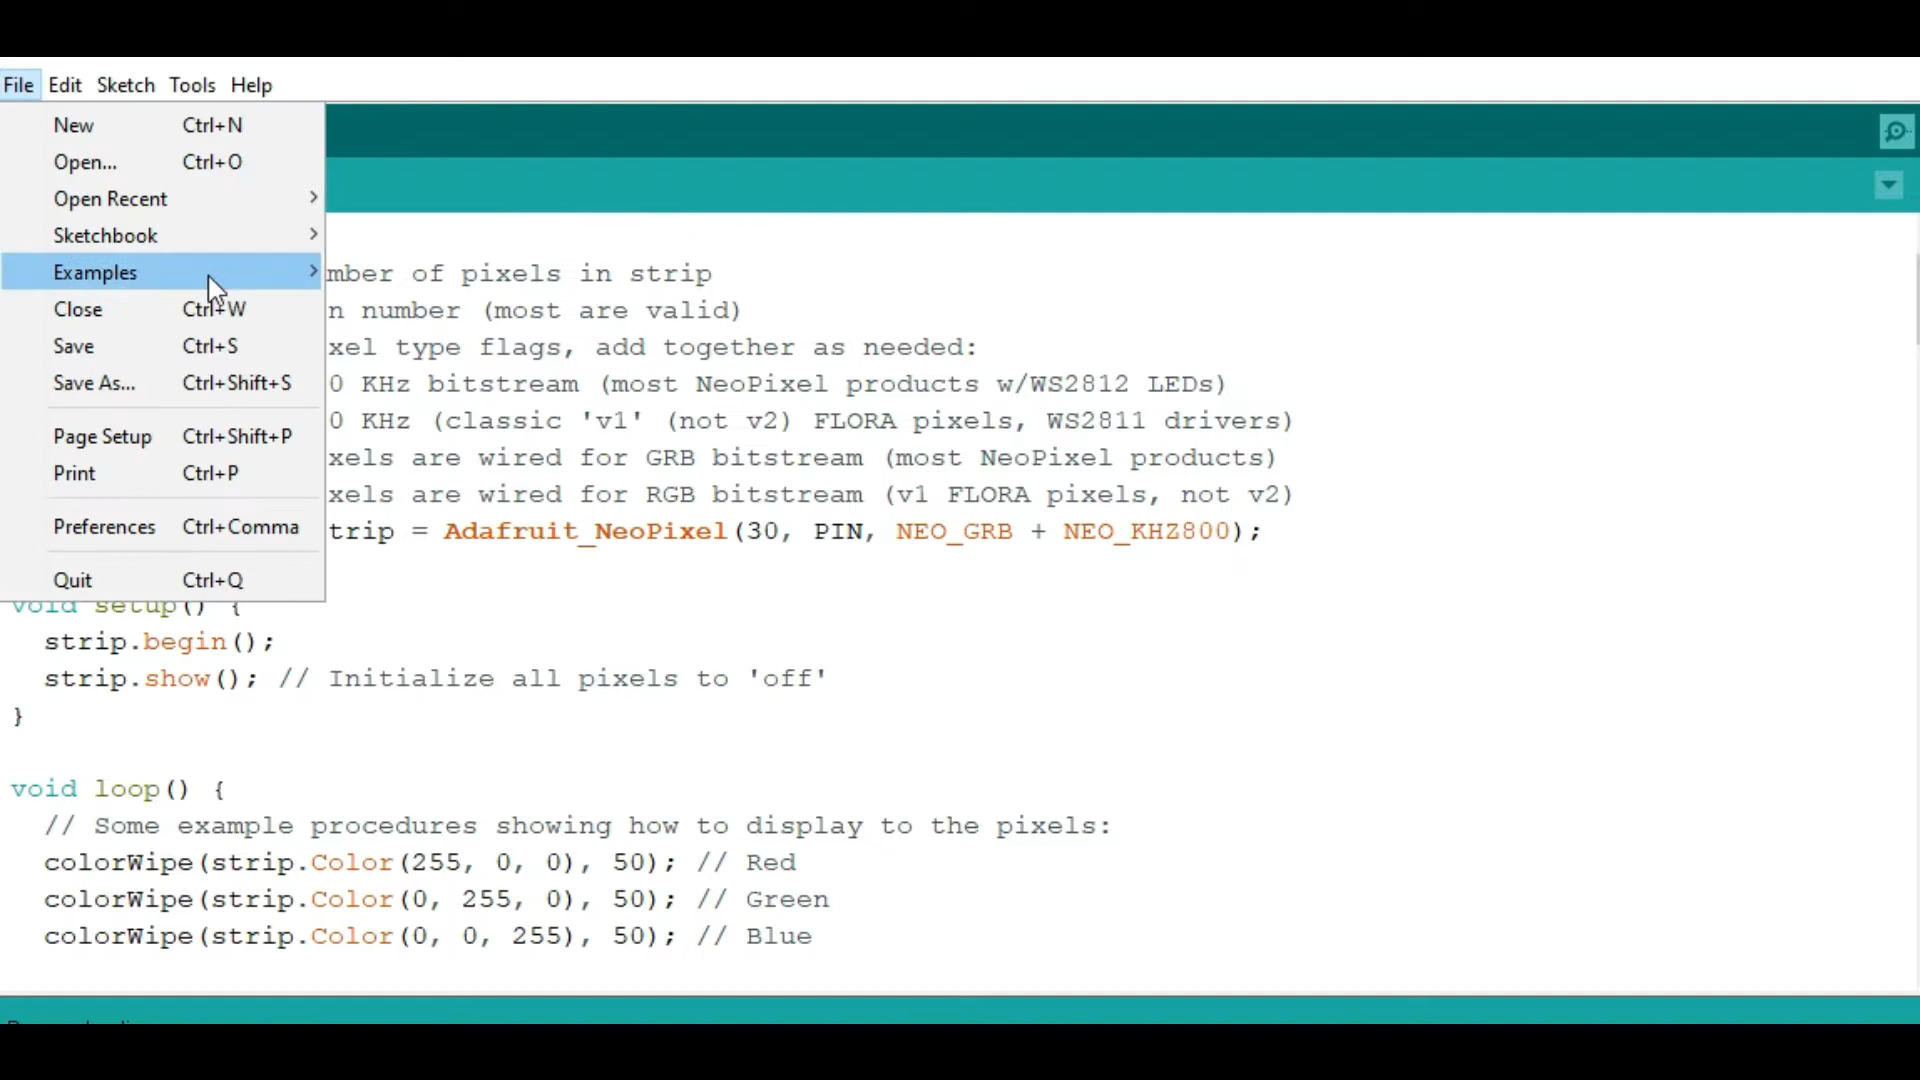 File Edit Sketch Tools Help
New Ctrl+N
Open... Ctrl+O
Open Recent
Sketchbook
Examples
Close Ctrl+W
Save Ctrl+S
Save As... Ctrl+Shift+S
Page Setup Ctrl+Shift+P
Print Ctrl+P
Preferences Ctrl+Comma
Quit Ctrl+Q
mber of pixels in strip
n number (most are valid)
xel type flags, add together as needed:
0 KHz bitstream (most NeoPixel products w/WS2812 LEDs)
0 KHz (classic 'v1' (not v2) FLORA pixels, WS2811 drivers)
xels are wired for GRB bitstream (most NeoPixel products)
xels are wired for RGB bitstream (v1 FLORA pixels, not v2)
trip = Adafruit_NeoPixel(30, PIN, NEO_GRB + NEO_KHZ800);
void setup() {
strip.begin();
strip.show(); // Initialize all pixels to 'off'
}
void loop() {
// Some example procedures showing how to display to the pixels:
colorWipe(strip.Color(255, 0, 0), 50); // Red
colorWipe(strip.Color(0, 255, 0), 50); // Green
colorWipe(strip.Color(0, 0, 255), 50); // Blue